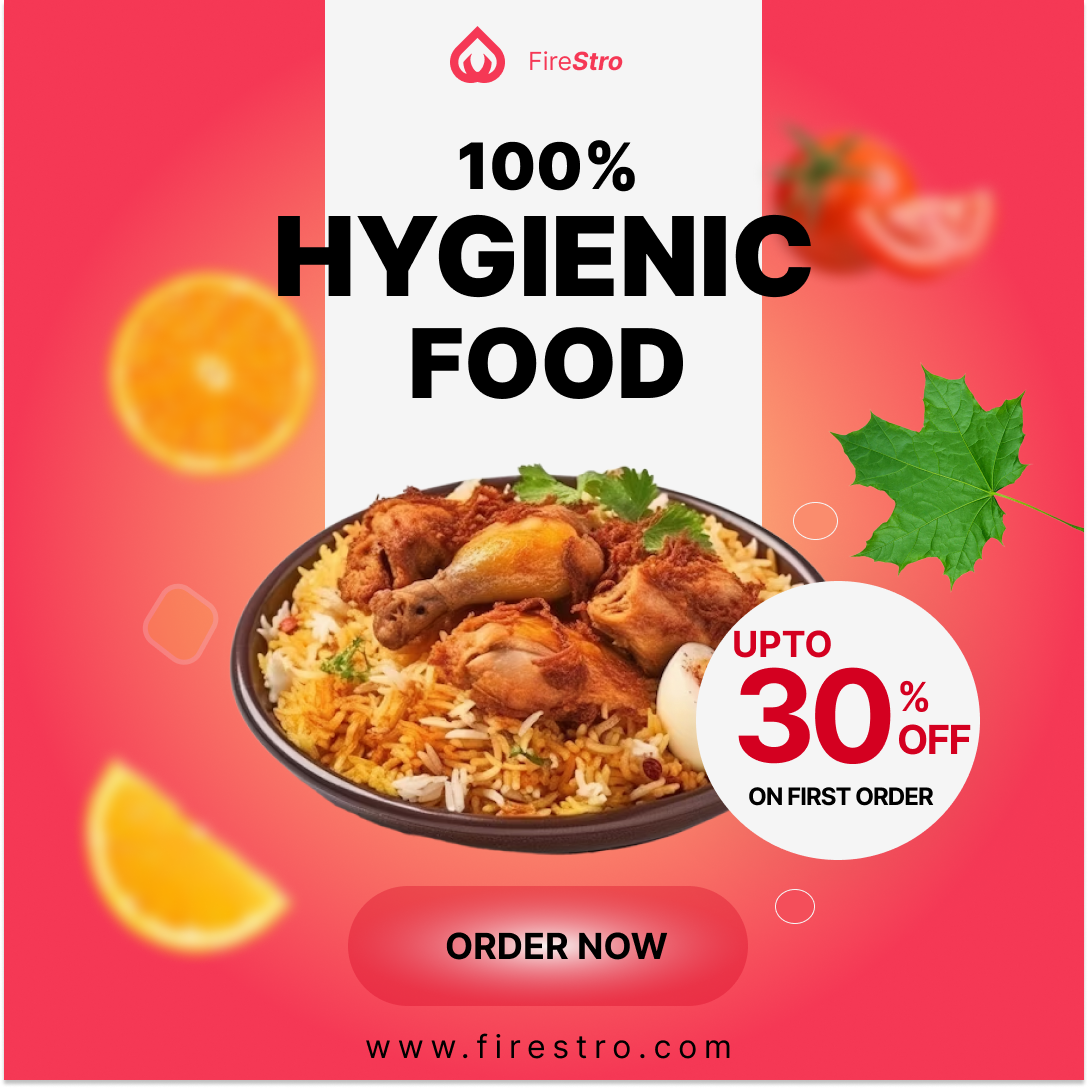 FireStro
100%
HYGIENIC
FOOD
UPTO
30%
OFF
ON FIRST ORDER
ORDER NOW
www.firestro.com